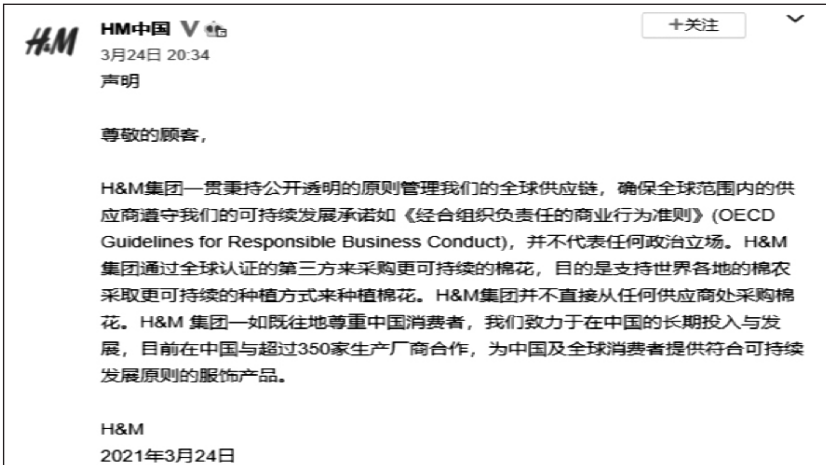 H&M
HM中国
+关注
3月24日 20:34
声明
尊敬的顾客，
H&M集团一贯秉持公开透明的原则管理我们的全球供应链，确保全球范围内的供
应商遵守我们的可持续发展承诺如《经合组织负责任的商业行为准则》(OECD
Guidelines for Responsible Business Conduct)，并不代表任何政治立场。H&M
集团通过全球认证的第三方来采购更可持续的棉花，目的是支持世界各地的棉农
采取更可持续的种植方式来种植棉花。H&M集团并不直接从任何供应商处采购棉
花。H&M 集团一如既往地尊重中国消费者，我们致力于在中国的长期投入与发
展，目前在中国与超过350家生产厂商合作，为中国及全球消费者提供符合可持续
发展原则的服饰产品。
H&M
2021年3月24日